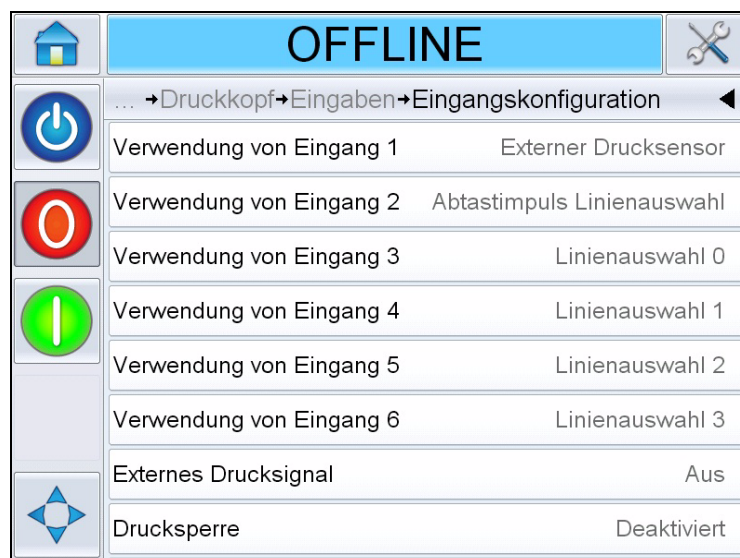 OFFLINE
... →Druckkopf→Eingaben→Eingangskonfiguration
Verwendung von Eingang 1 Externer Drucksensor
Verwendung von Eingang 2 Abtastimpuls Linienauswahl
Verwendung von Eingang 3 Linienauswahl 0
Verwendung von Eingang 4 Linienauswahl 1
Verwendung von Eingang 5 Linienauswahl 2
Verwendung von Eingang 6 Linienauswahl 3
Externes Drucksignal Aus
Drucksperre Deaktiviert